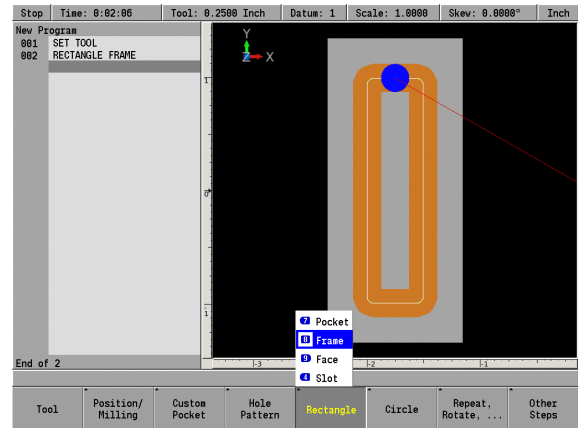 Stop Time: 0:02:06 Tool: 0.2500 Inch Datum: 1 Scale: 1.0000 Skew: 0.0000° Inch
New Program
001 SET TOOL
002 RECTANGLE FRAME
Y
Z X
1
0
1
7 Pocket
8 Frame
9 Face
4 Slot
End of 2
-3 -2 -1
Tool Position/ Milling Custom Pocket Hole Pattern Rectangle Circle Repeat, Rotate, ... Other Steps